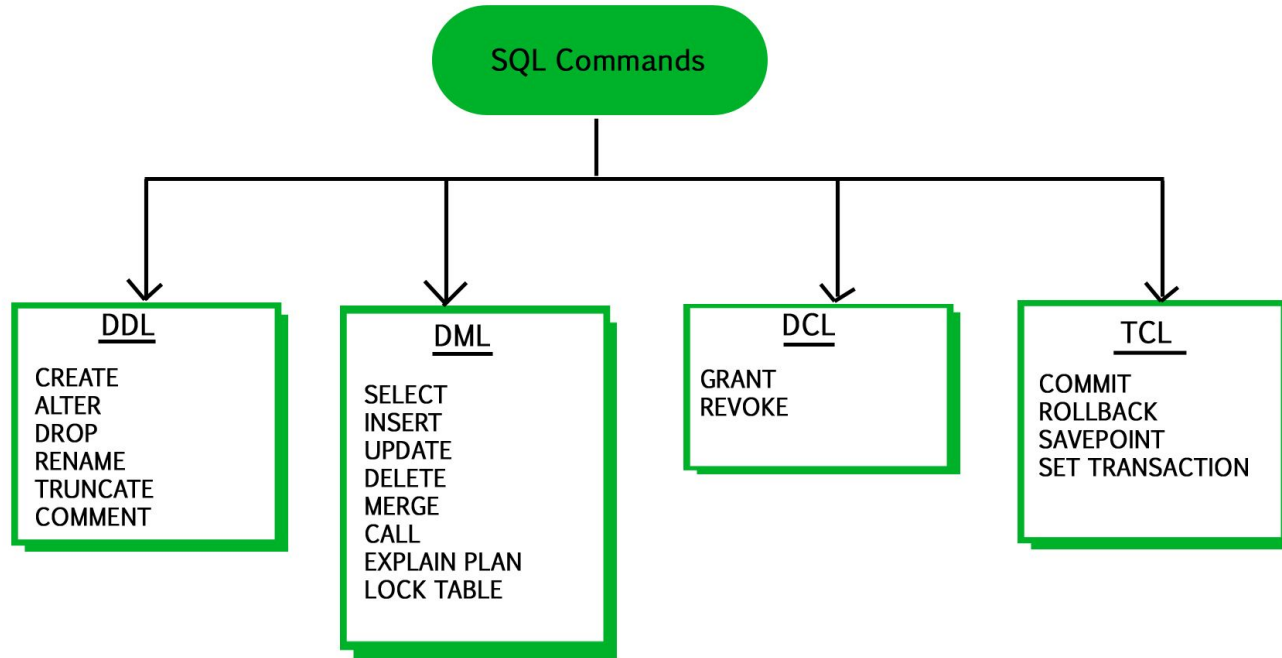 SQL Commands
DDL
CREATE
ALTER
DROP
RENAME
TRUNCATE
COMMENT
DML
SELECT
INSERT
UPDATE
DELETE
MERGE
CALL
EXPLAIN PLAN
LOCK TABLE
DCL
GRANT
REVOKE
TCL
COMMIT
ROLLBACK
SAVEPOINT
SET TRANSACTION